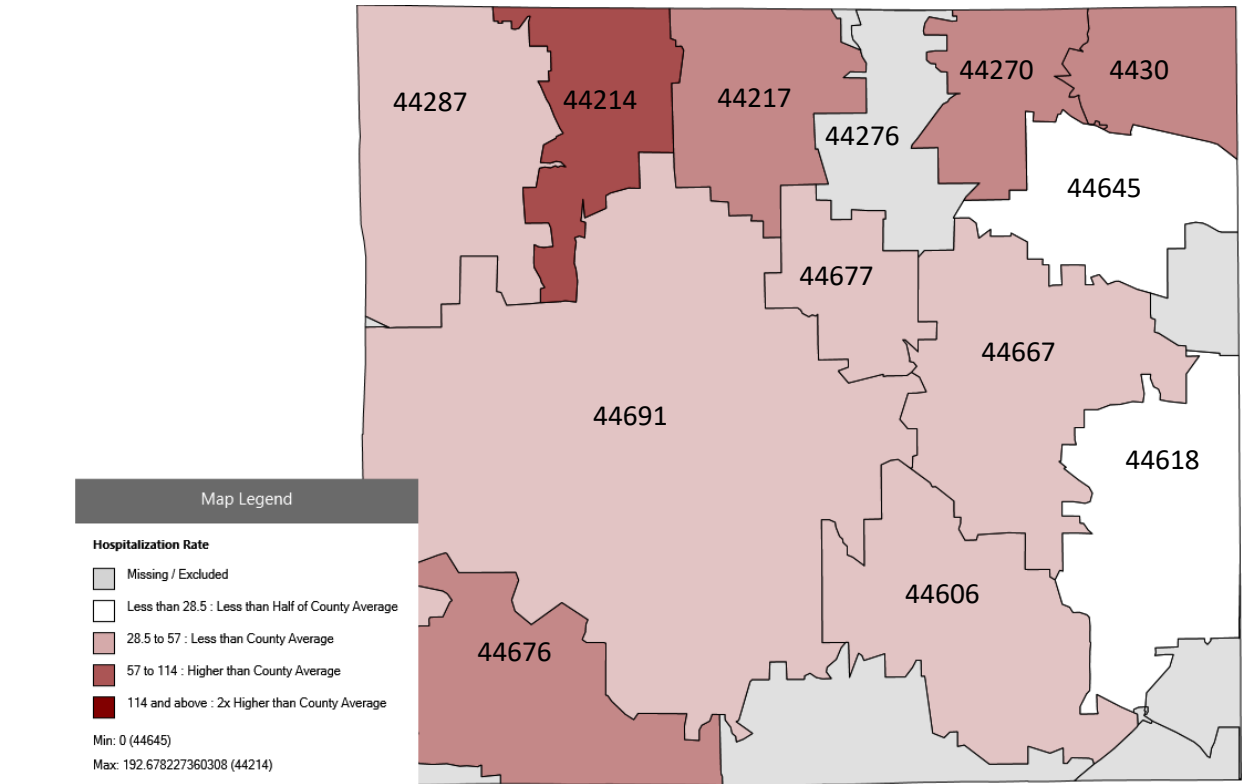 44287
44214
44217
44276
44270
4430
44645
44677
44667
44691
44618
44606
44676
Map Legend
Hospitalization Rate
Missing / Excluded
Less than 28.5 : Less than Half of County Average
28.5 to 57 : Less than County Average
57 to 114 : Higher than County Average
114 and above : 2x Higher than County Average
Min: 0 (44645)
Max: 192.678227360308 (44214)